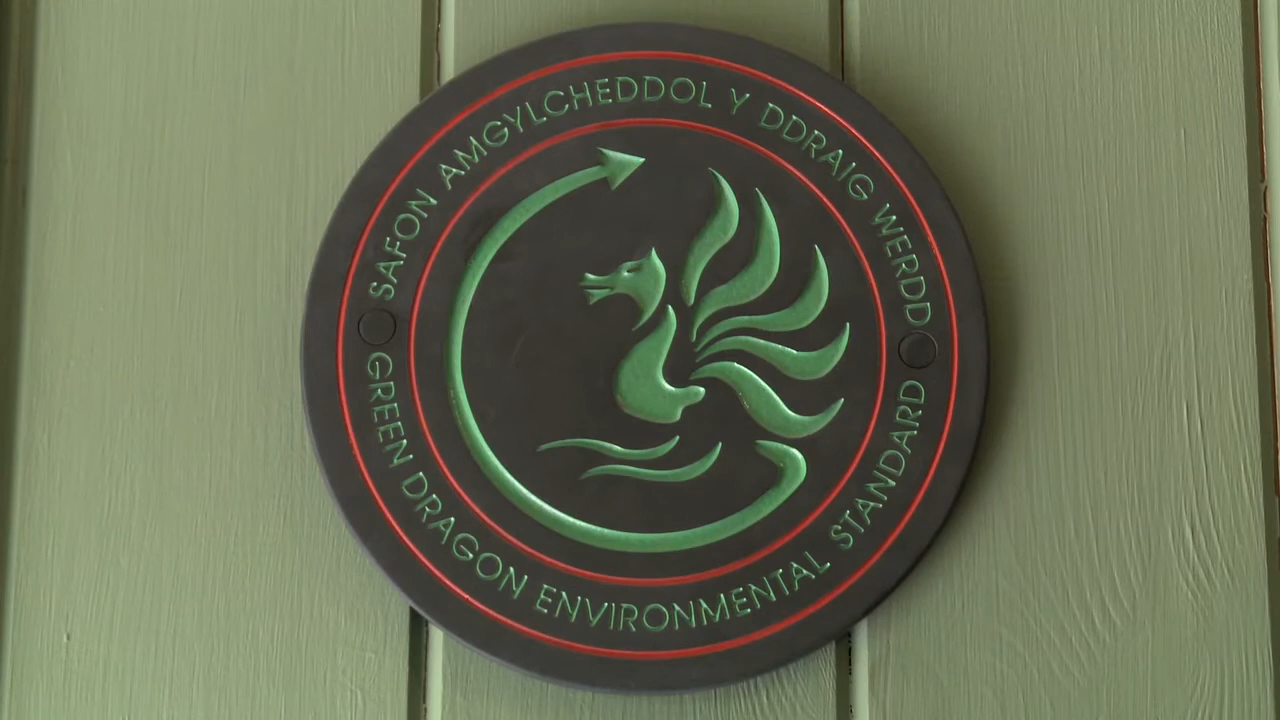 SAFON AMGYLCHEDDOL Y DDRAIG WERDD
GREEN DRAGON ENVIRONMENTAL STANDARD